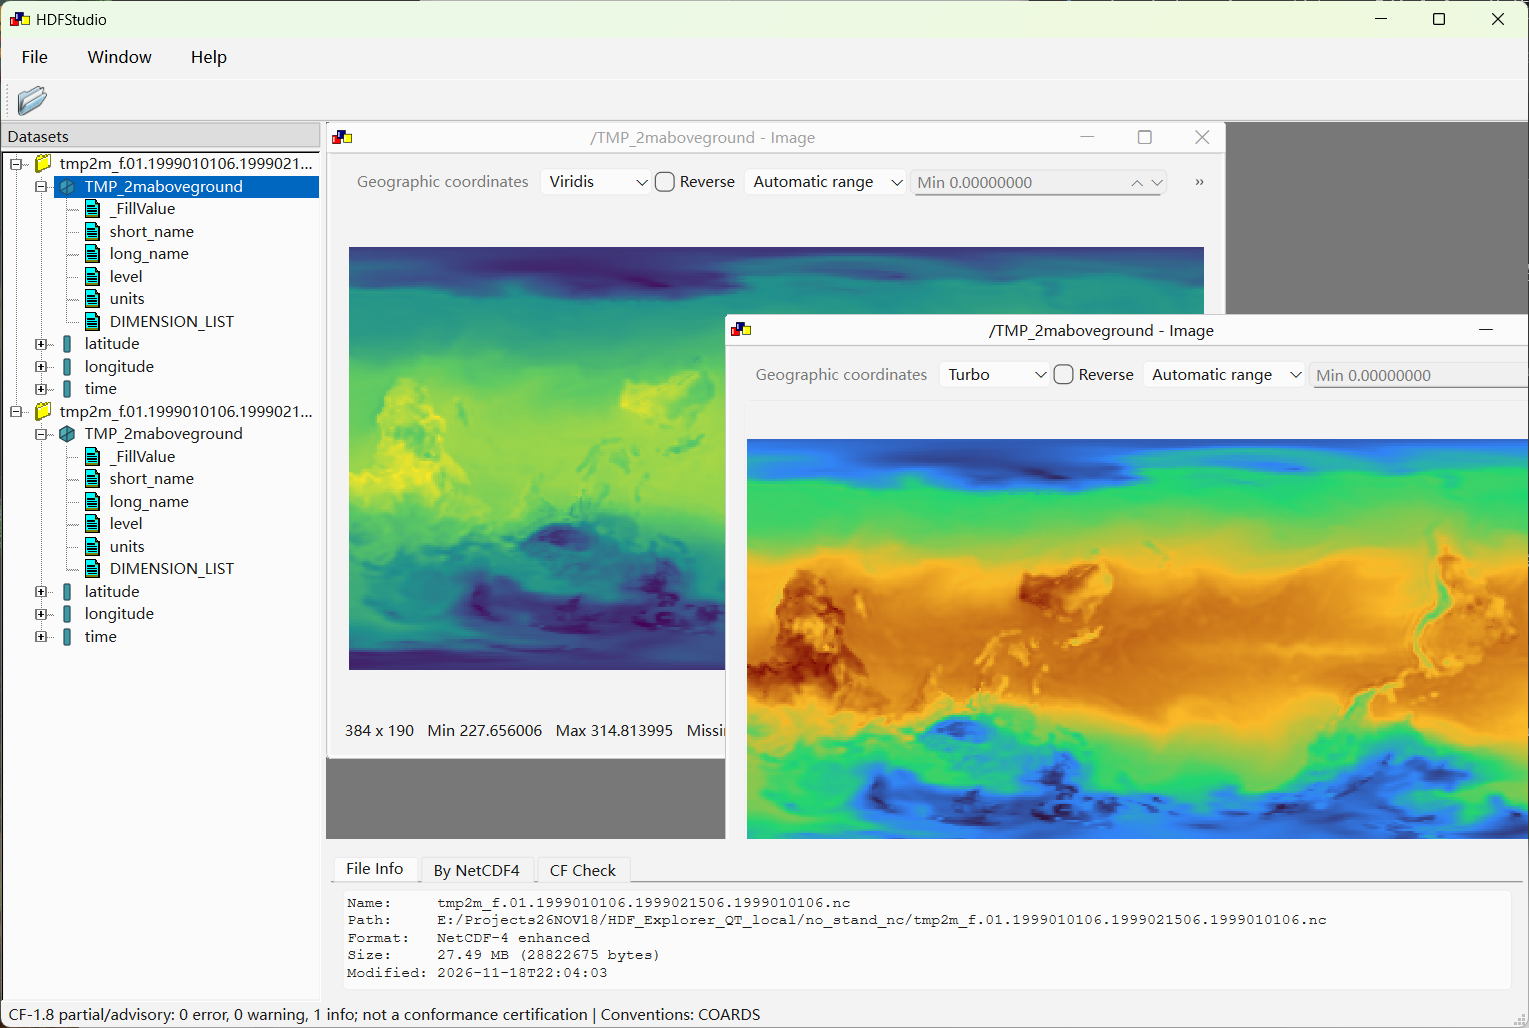 HDFStudio
File Window Help
Datasets
tmp2m_f.01.1999010106.1999021...
TMP_2maboveground
_FillValue
short_name
long_name
level
units
DIMENSION_LIST
latitude
longitude
time
tmp2m_f.01.1999010106.1999021...
TMP_2maboveground
_FillValue
short_name
long_name
level
units
DIMENSION_LIST
latitude
longitude
time
/TMP_2maboveground - Image
Geographic coordinates Viridis Reverse Automatic range Min 0.00000000 »
384 x 190 Min 227.656006 Max 314.813995 Missi
/TMP_2maboveground - Image
Geographic coordinates Turbo Reverse Automatic range Min 0.00000000
File Info By NetCDF4 CF Check
Name: tmp2m_f.01.1999010106.1999021506.1999010106.nc
Path: E:/Projects26NOV18/HDF_Explorer_QT_local/no_stand_nc/tmp2m_f.01.1999010106.1999021506.1999010106.nc
Format: NetCDF-4 enhanced
Size: 27.49 MB (28822675 bytes)
Modified: 2026-11-18T22:04:03
CF-1.8 partial/advisory: 0 error, 0 warning, 1 info; not a conformance certification | Conventions: COARDS